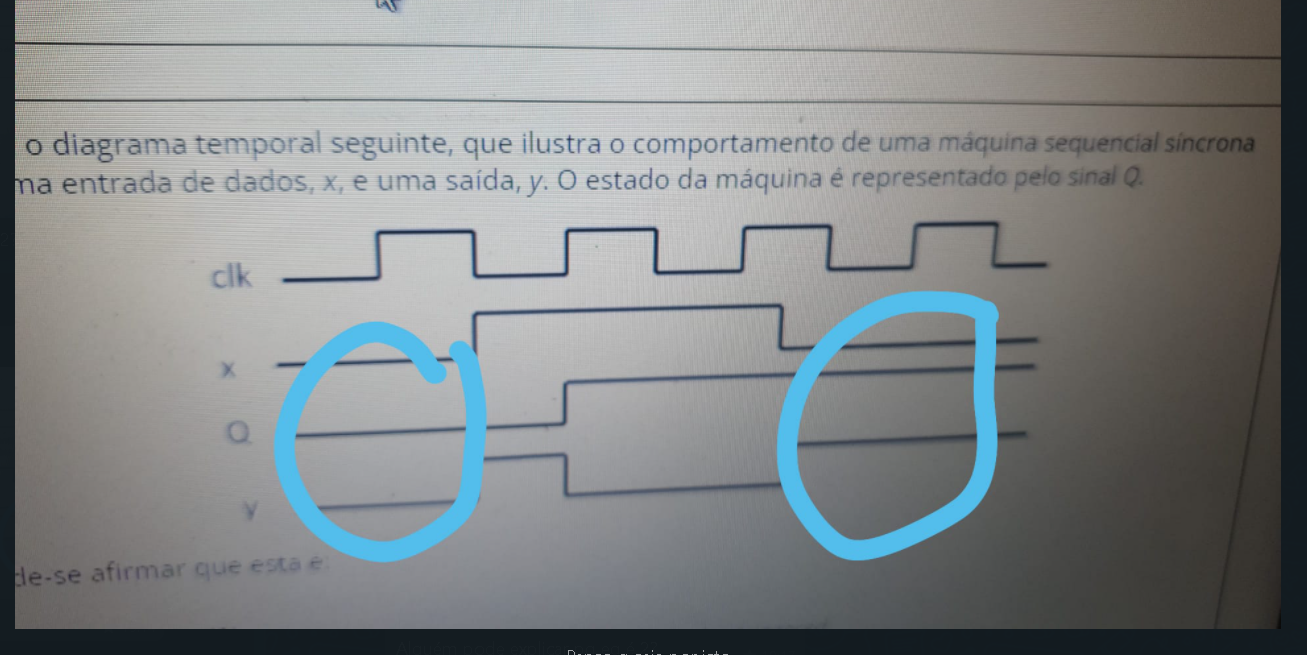 o diagrama temporal seguinte, que ilustra o comportamento de uma máquina sequencial síncrona
ma entrada de dados, x, e uma saída, y. O estado da máquina é representado pelo sinal Q.
clk
x
Q
y
de-se afirmar que esta é: